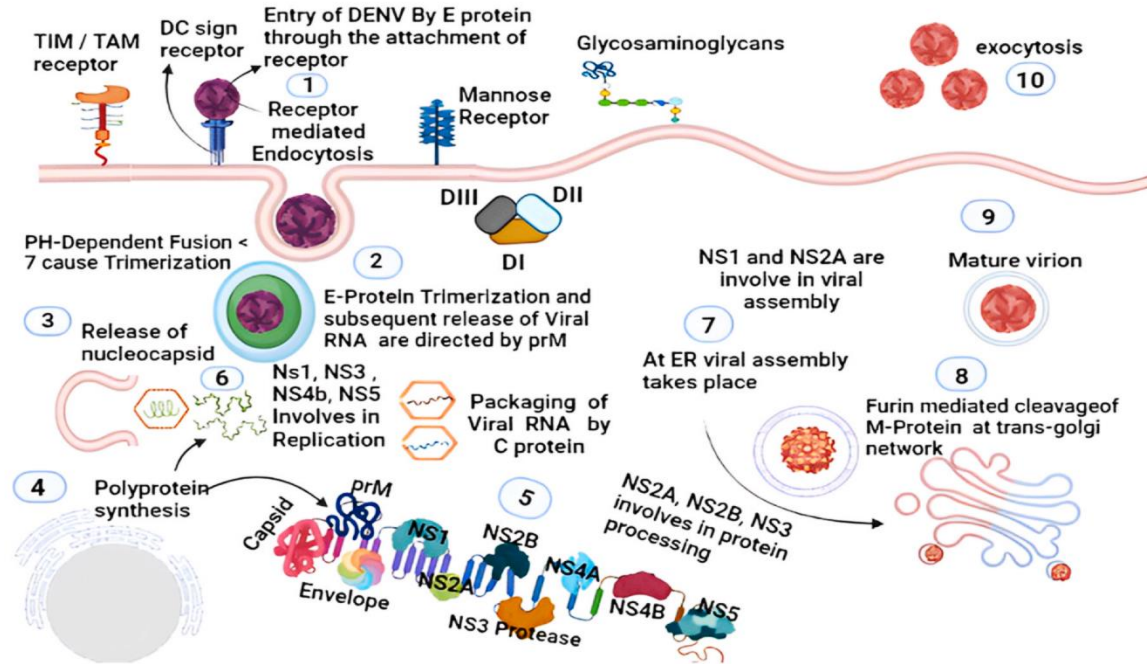 TIM / TAM
receptor
DC sign
receptor
Entry of DENV By E protein
through the attachment of
receptor
1
Receptor
mediated
Endocytosis
Mannose
Receptor
Glycosaminoglycans
exocytosis
10
DIII
DII
DI
PH-Dependent Fusion <
7 cause Trimerization
2
E-Protein Trimerization and
subsequent release of Viral
RNA are directed by prM
3
Release of
nucleocapsid
6
Ns1, NS3 ,
NS4b, NS5
Involves in
Replication
Packaging of
Viral RNA by
C protein
NS1 and NS2A are
involve in viral
assembly
7
At ER viral assembly
takes place
9
Mature virion
8
Furin mediated cleavageof
M-Protein at trans-golgi
network
4
Polyprotein
synthesis
5
Capsid
prM
Envelope
NS1
NS2A
NS2B
NS3 Protease
NS4A
NS4B
NS5
NS2A, NS2B, NS3
involves in protein
processing